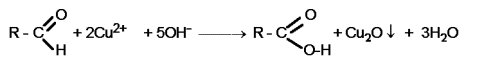 O
R - C + 2Cu²⁺ + 5OH⁻ ⟶ R - C + Cu₂O↓ + 3H₂O
H
O
O-H